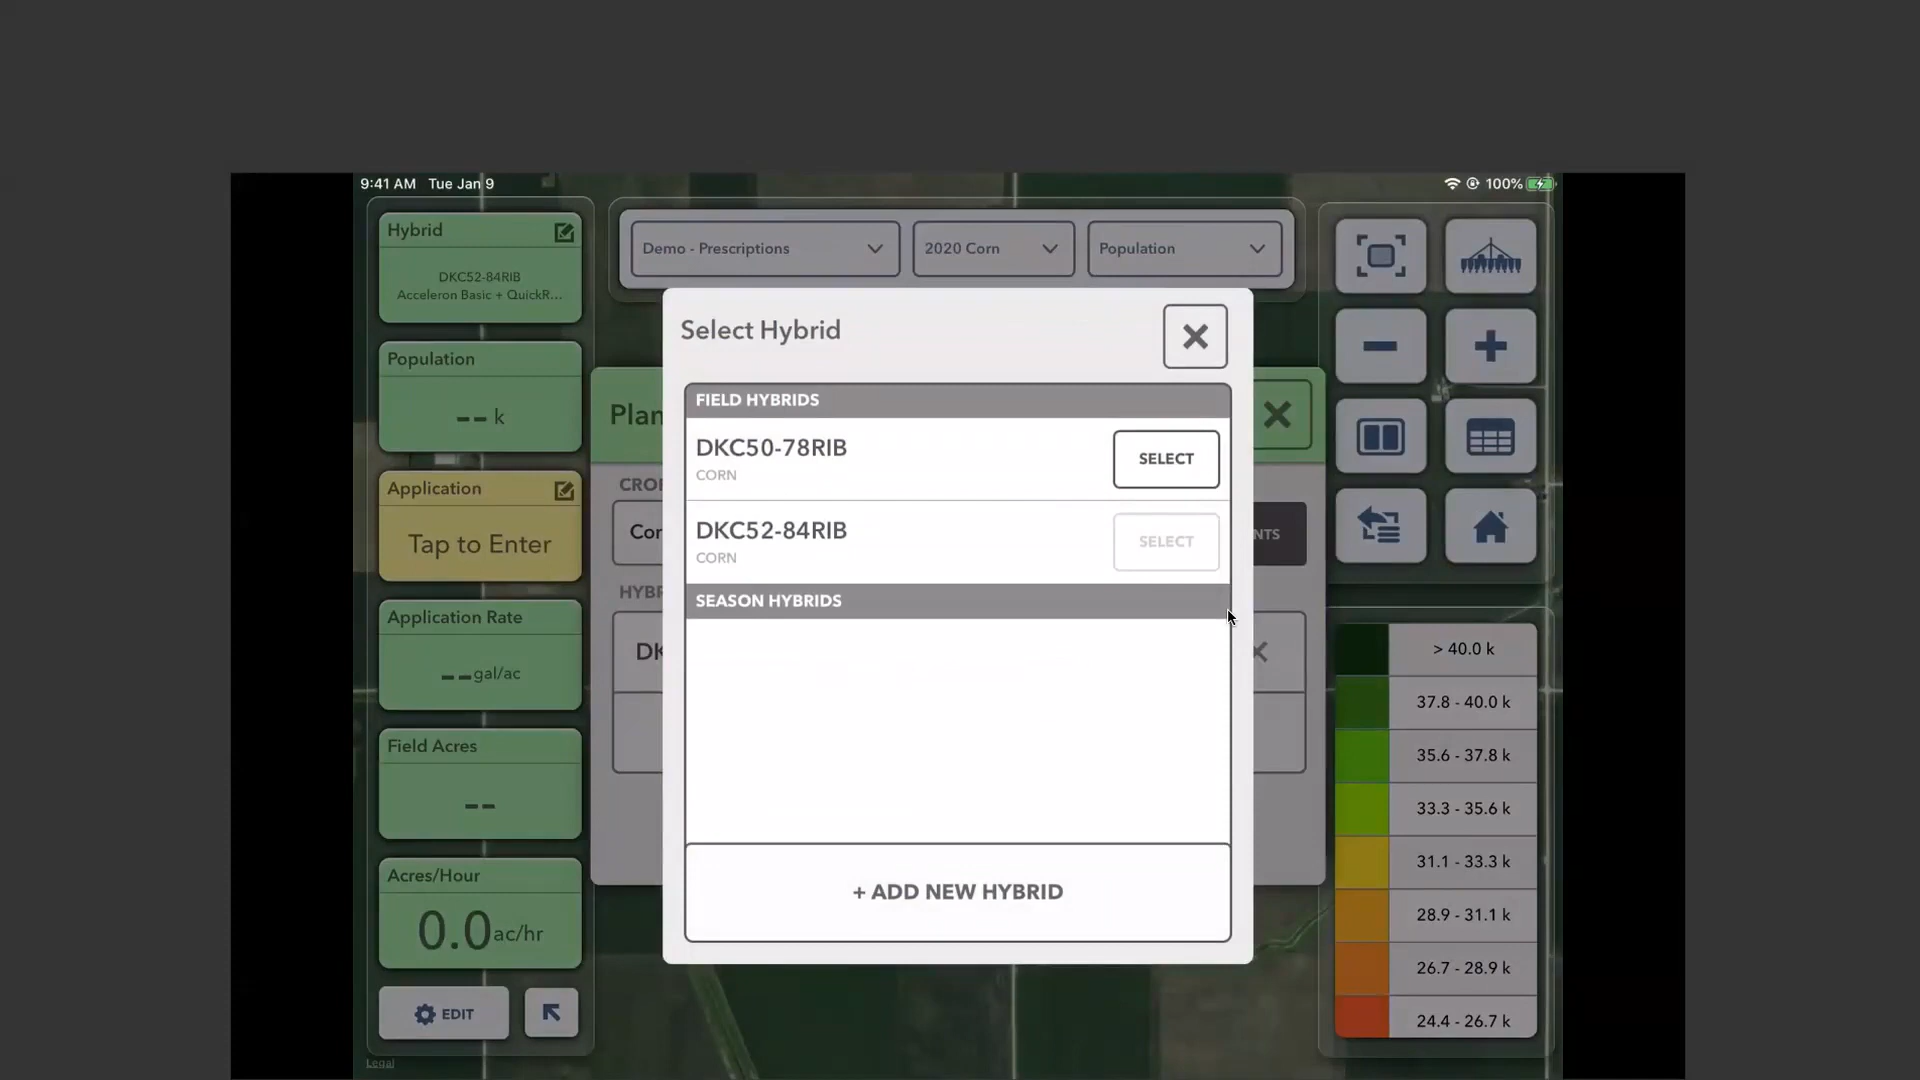 9:41 AM Tue Jan 9
100%
Hybrid
DKC52-84RIB
Acceleron Basic + QuickR...
Population
-- k
Application
Tap to Enter
Application Rate
-- gal/ac
Field Acres
--
Acres/Hour
0.0 ac/hr
EDIT
Legal
Demo - Prescriptions
2020 Corn
Population
Plan
CROP
Cor
NTS
HYBR
DK
Select Hybrid
FIELD HYBRIDS
DKC50-78RIB
CORN
SELECT
DKC52-84RIB
CORN
SELECT
SEASON HYBRIDS
+ ADD NEW HYBRID
> 40.0 k
37.8 - 40.0 k
35.6 - 37.8 k
33.3 - 35.6 k
31.1 - 33.3 k
28.9 - 31.1 k
26.7 - 28.9 k
24.4 - 26.7 k